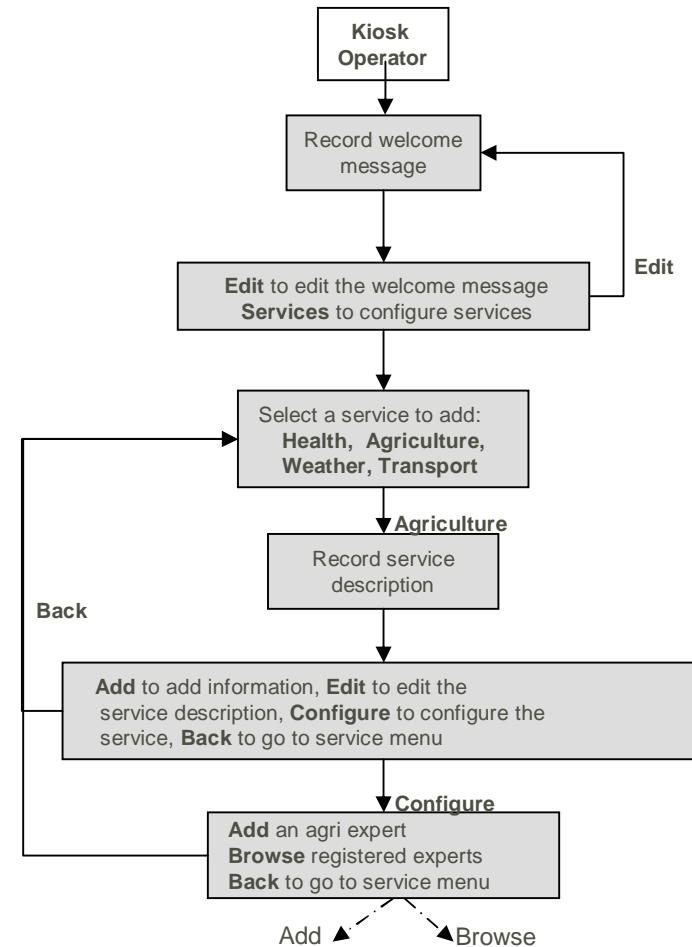 Kiosk
Operator
Record welcome
message
Edit to edit the welcome message
Services to configure services
Edit
Select a service to add:
Health, Agriculture,
Weather, Transport
Agriculture
Record service
description
Back
Add to add information, Edit to edit the
service description, Configure to configure the
service, Back to go to service menu
Configure
Add an agri expert
Browse registered experts
Back to go to service menu
Add
Browse